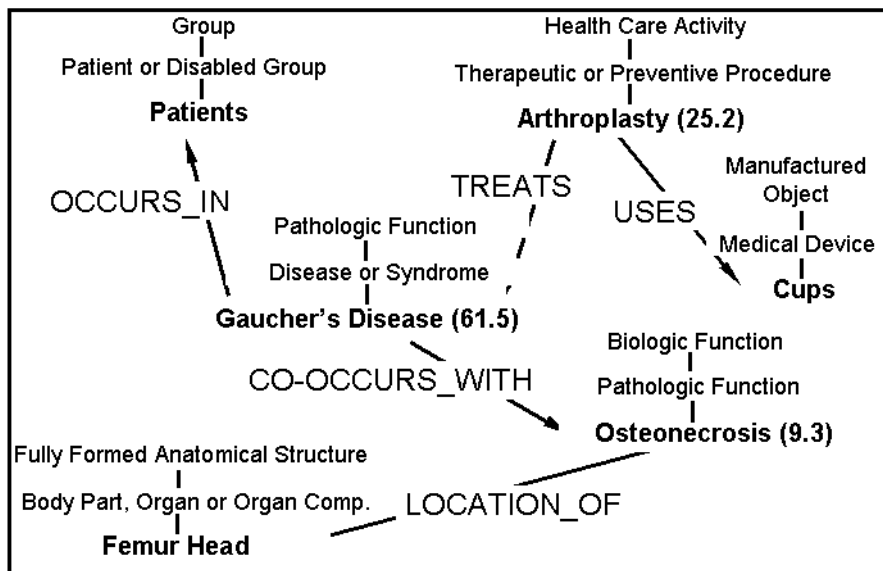 Group
Patient or Disabled Group
Patients
Health Care Activity
Therapeutic or Preventive Procedure
Arthroplasty (25.2)
OCCURS_IN
TREATS
USES
Manufactured
Object
Medical Device
Cups
Pathologic Function
Disease or Syndrome
Gaucher's Disease (61.5)
CO-OCCURS_WITH
Biologic Function
Pathologic Function
Osteonecrosis (9.3)
Fully Formed Anatomical Structure
Body Part, Organ or Organ Comp.
Femur Head
LOCATION_OF